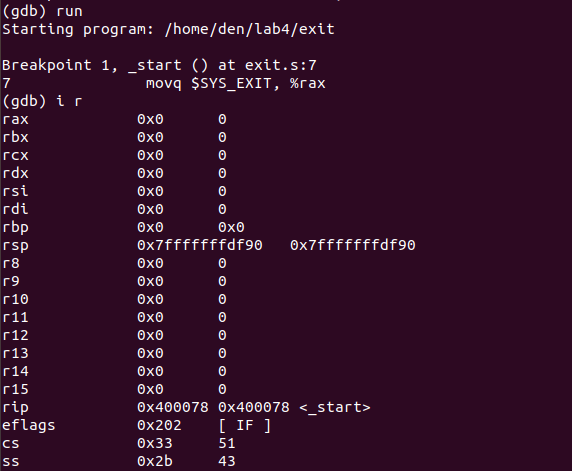 (gdb) run
Starting program: /home/den/lab4/exit
Breakpoint 1, _start () at exit.s:7
7 movq $SYS_EXIT, %rax
(gdb) i r
rax 0x0 0
rbx 0x0 0
rcx 0x0 0
rdx 0x0 0
rsi 0x0 0
rdi 0x0 0
rbp 0x0 0x0
rsp 0x7fffffffdf90 0x7fffffffdf90
r8 0x0 0
r9 0x0 0
r10 0x0 0
r11 0x0 0
r12 0x0 0
r13 0x0 0
r14 0x0 0
r15 0x0 0
rip 0x400078 0x400078 <_start>
eflags 0x202 [ IF ]
cs 0x33 51
ss 0x2b 43